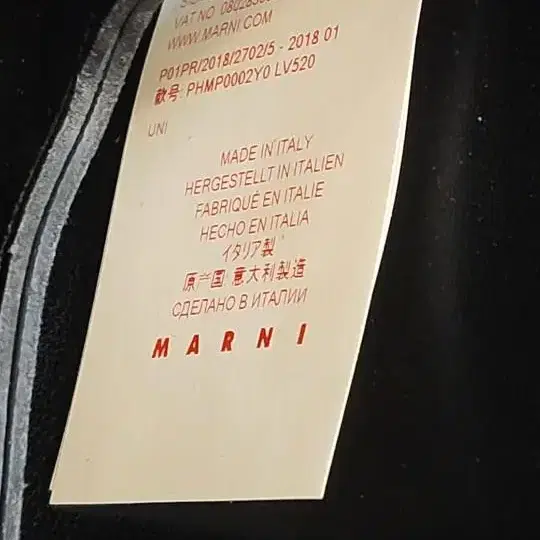 VAT NO
WWW.MARNI.COM
P01PR/2018/2702/5 - 2018 01
款号: PHMP0002Y0 LV520
UNI
MADE IN ITALY
HERGESTELLT IN ITALIEN
FABRIQUÉ EN ITALIE
HECHO EN ITALIA
イタリア製
原产国: 意大利製造
СДЕЛАНО В ИТАЛИИ
MARNI